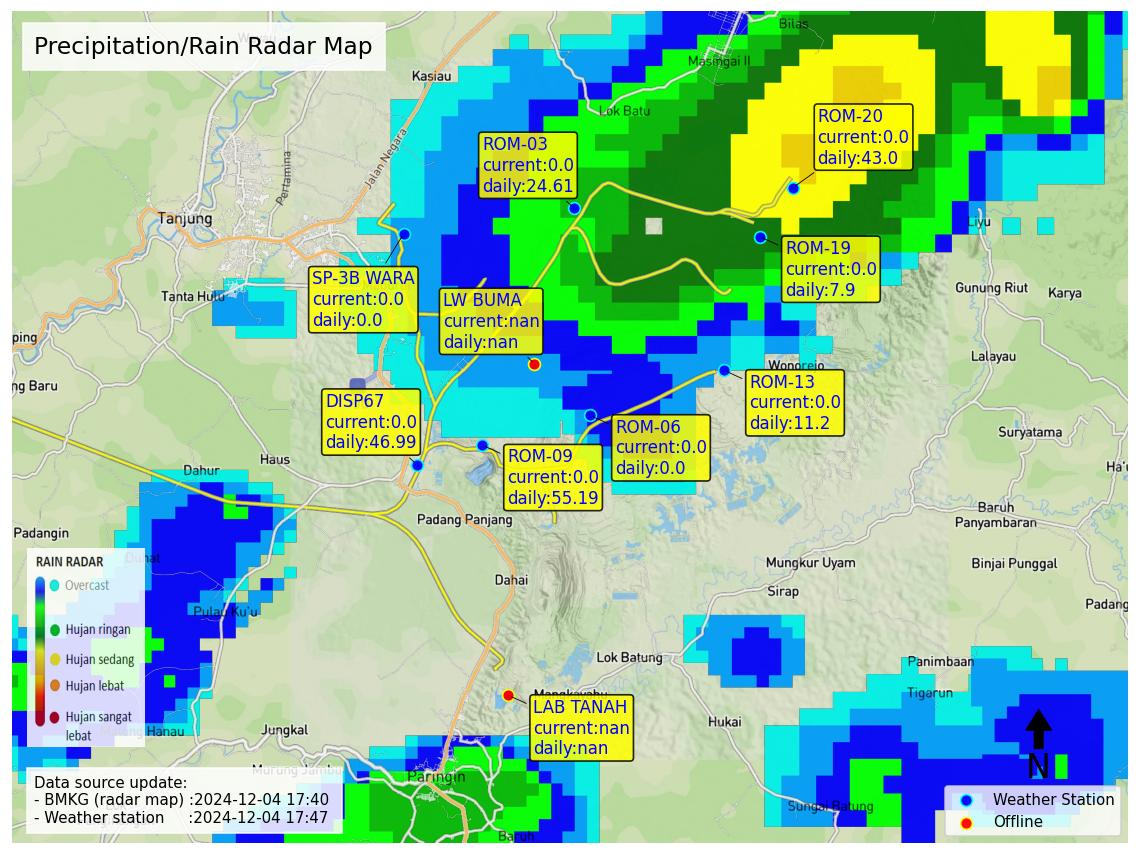 Precipitation/Rain Radar Map
Bilas
Masingai II
Kasiau
Lok Batu
Jalan Negara
Pertamina
Tanjung
Tanta Hulu
ROM-20
current:0.0
daily:43.0
ROM-03
current:0.0
daily:24.61
Liyu
ROM-19
current:0.0
daily:7.9
SP-3B WARA
current:0.0
daily:0.0
LW BUMA
current:nan
daily:nan
Gunung Riut
Karya
ping
Lalayau
ng Baru
Wonorejo
ROM-13
current:0.0
daily:11.2
DISP67
current:0.0
daily:46.99
ROM-06
current:0.0
daily:0.0
ROM-09
current:0.0
daily:55.19
Suryatama
Haus
Dahur
Ha'u
Padangin
Padang Panjang
Baruh
Panyambaran
Mungkur Uyam
Binjai Punggal
Dahai
Sirap
Padang
Pulau Ku'u
RAIN RADAR
Overcast
Hujan ringan
Hujan sedang
Hujan lebat
Hujan sangat
lebat
Lok Batung
Panimbaan
Tigarun
Mangkayahu
LAB TANAH
current:nan
daily:nan
Hukai
Jungkal
Hanau
Murung Jambu
Paringin
Sungai Batung
Baruh
Data source update:
- BMKG (radar map) :2024-12-04 17:40
- Weather station :2024-12-04 17:47
N
Weather Station
Offline